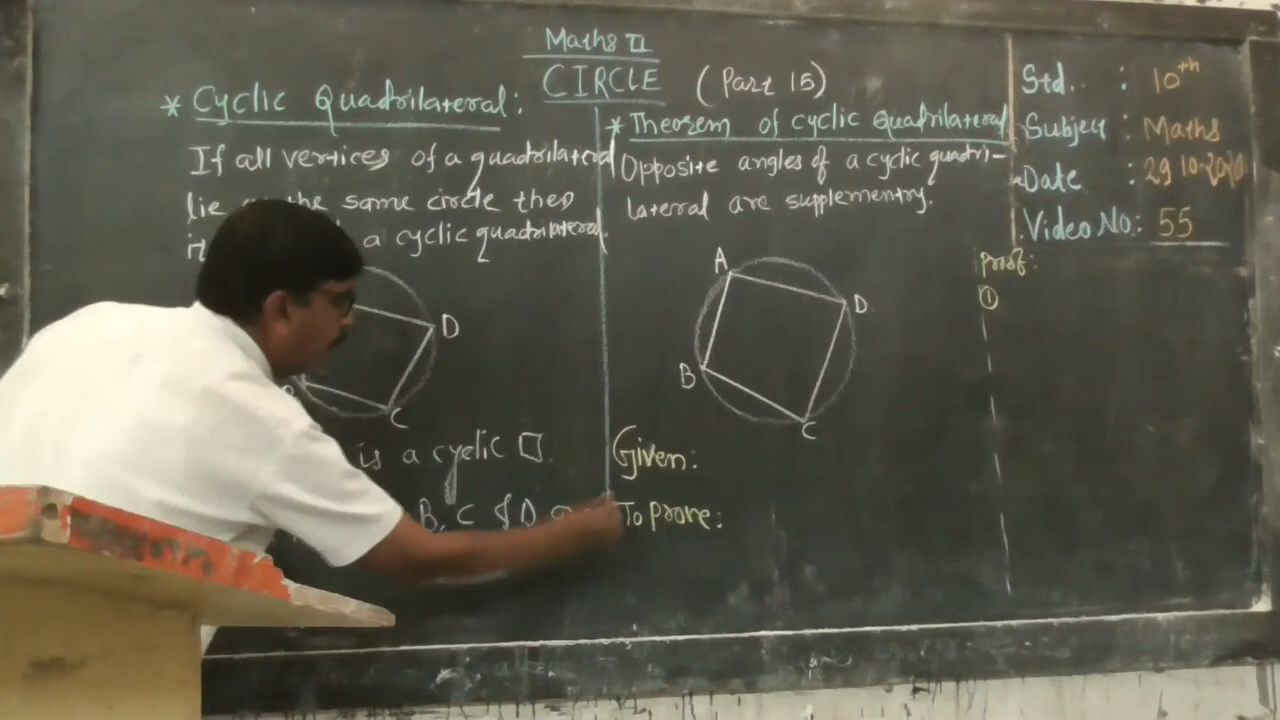 Maths II
CIRCLE (Part 15)
* Cyclic Quadrilateral:
If all vertices of a quadrilateral
lie the same circle then
a cyclic quadrilateral.
D
C
is a cyclic □.
B, C & D
* Theorem of cyclic Quadrilateral
Opposite angles of a cyclic quadri-
lateral are supplementry.
A
D
B
C
Given:
To prove:
Std. : 10th
Subject : Maths
Date : 29 10.2020
Video No.: 55
Proof:
①